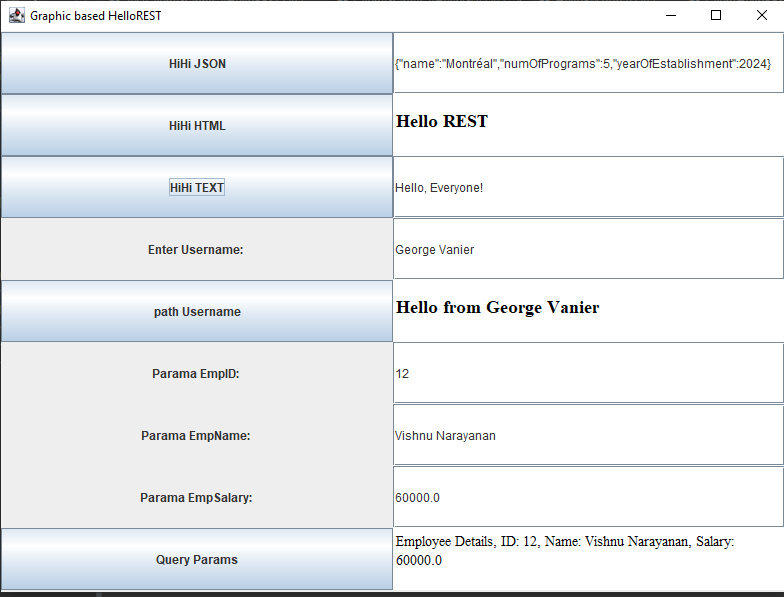 Graphic based HelloREST
HiHi JSON
{"name":"Montréal","numOfPrograms":5,"yearOfEstablishment":2024}
HiHi HTML
Hello REST
HiHi TEXT
Hello, Everyone!
Enter Username:
George Vanier
path Username
Hello from George Vanier
Parama EmpID:
12
Parama EmpName:
Vishnu Narayanan
Parama EmpSalary:
60000.0
Query Params
Employee Details, ID: 12, Name: Vishnu Narayanan, Salary:
60000.0